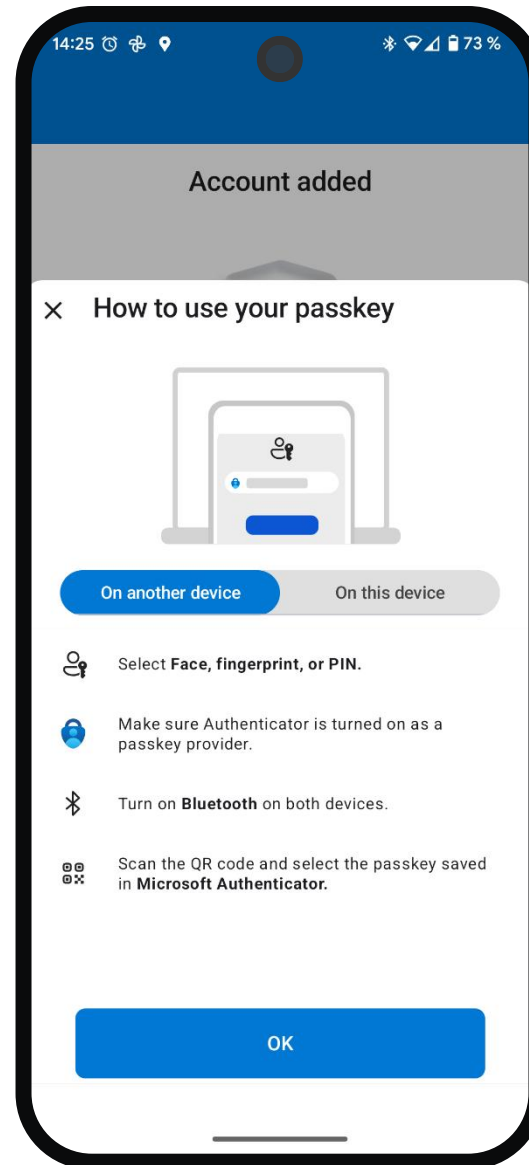 14:25 73 %
Account added
How to use your passkey
On another device On this device
Select Face, fingerprint, or PIN.
Make sure Authenticator is turned on as a
passkey provider.
Turn on Bluetooth on both devices.
Scan the QR code and select the passkey saved
in Microsoft Authenticator.
OK